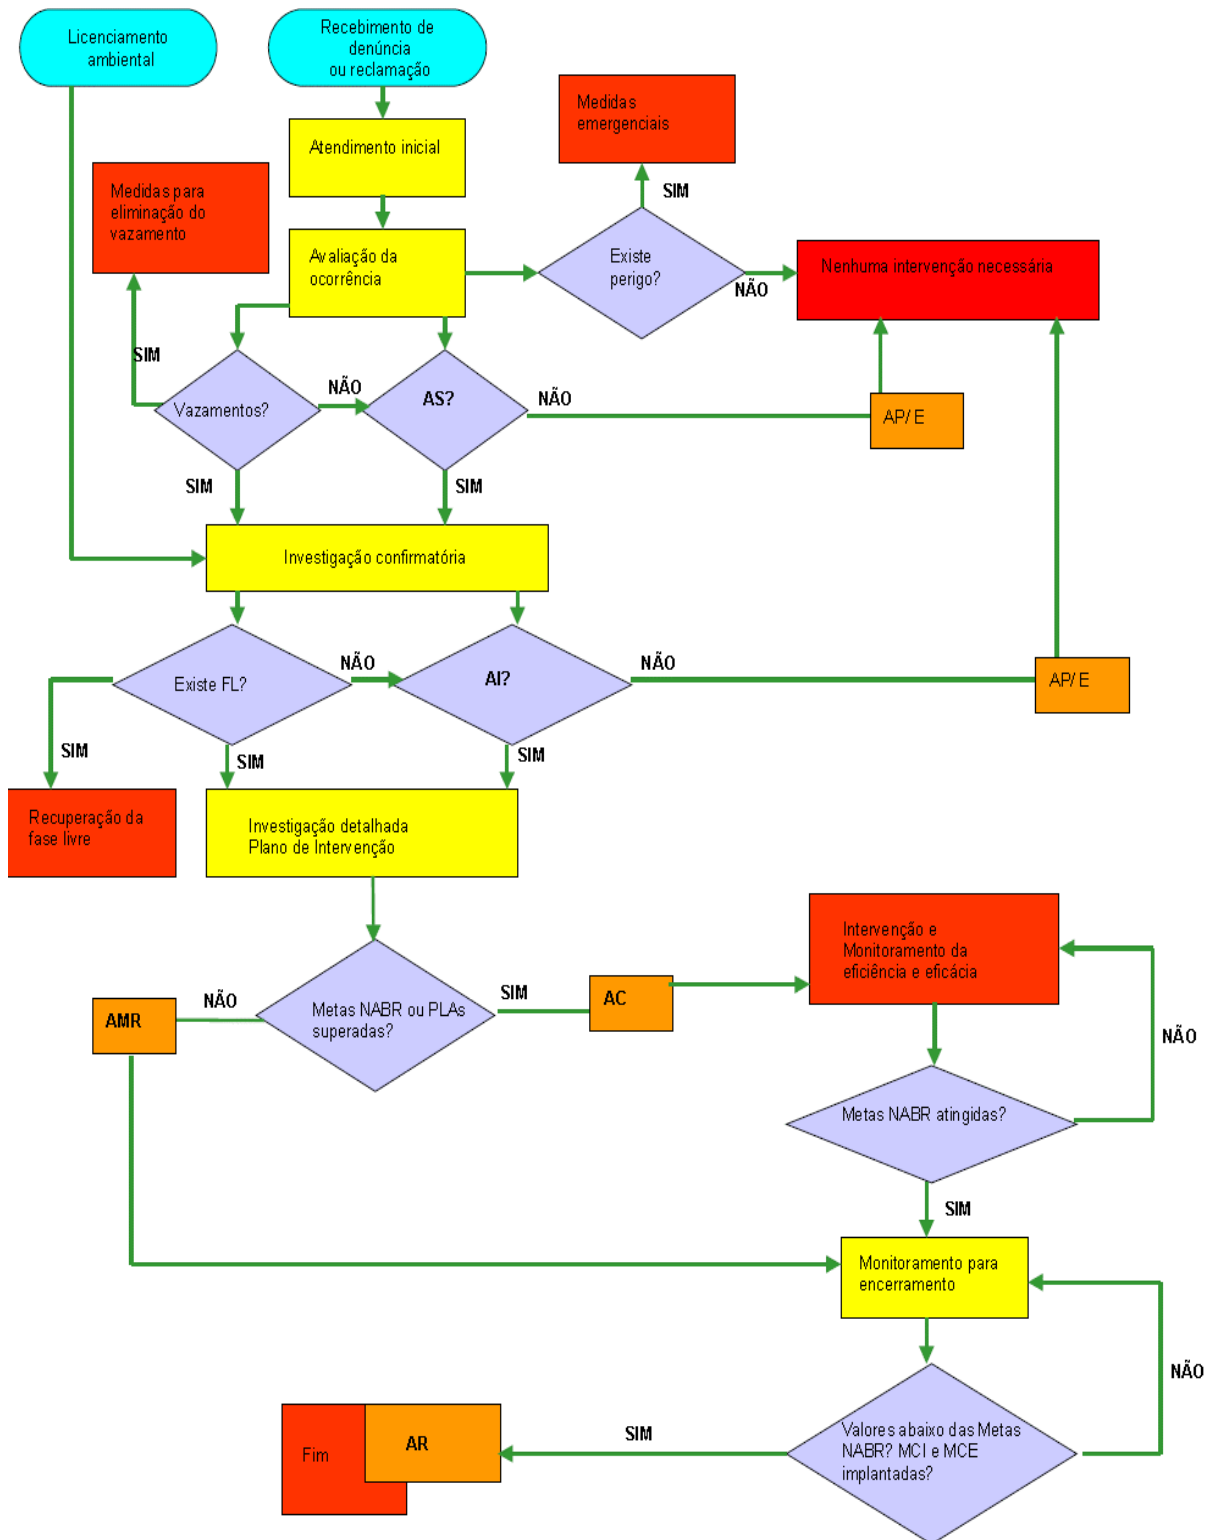 Licenciamento
ambiental
Recebimento de
denúncia
ou reclamação
Medidas
emergenciais
Atendimento inicial
SIM
Medidas para
eliminação do
vazamento
Avaliação da
ocorrência
Existe
perigo?
NÃO
Nenhuma intervenção necessária
SIM
Vazamentos?
NÃO
AS?
NÃO
AP/ E
SIM
SIM
Investigação confirmatória
Existe FL?
NÃO
AI?
NÃO
AP/ E
SIM
SIM
SIM
Recuperação da
fase livre
Investigação detalhada
Plano de Intervenção
Intervenção e
Monitoramento da
eficiência e eficácia
AMR
NÃO
Metas NABR ou PLAs
superadas?
SIM
AC
NÃO
Metas NABR atingidas?
SIM
Monitoramento para
encerramento
NÃO
Valores abaixo das Metas
NABR? MCI e MCE
implantadas?
SIM
AR
Fim